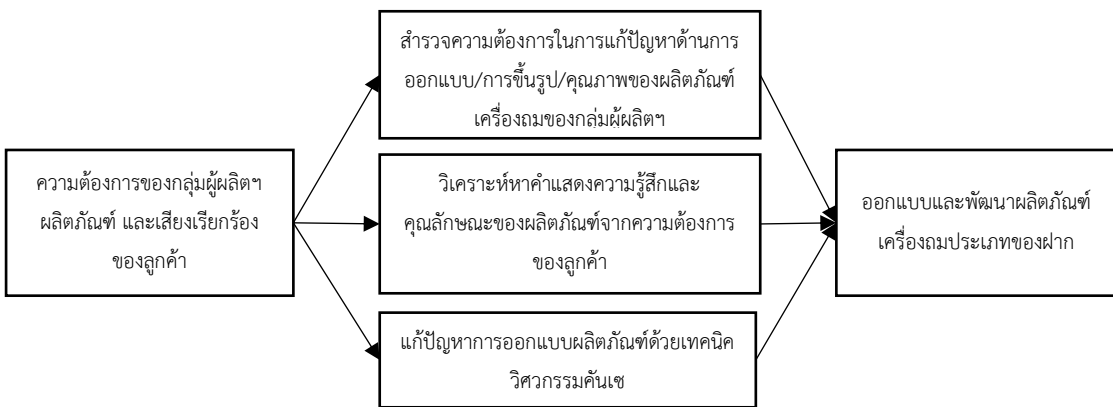 สำรวจความต้องการในการแก้ปัญหาด้านการ
ออกแบบ/การขึ้นรูป/คุณภาพของผลิตภัณฑ์
เครื่องถมของกลุ่มผู้ผลิตฯ
ความต้องการของกลุ่มผู้ผลิตฯ
ผลิตภัณฑ์ และเสียงเรียกร้อง
ของลูกค้า
วิเคราะห์หาคำแสดงความรู้สึกและ
คุณลักษณะของผลิตภัณฑ์จากความต้องการ
ของลูกค้า
ออกแบบและพัฒนาผลิตภัณฑ์
เครื่องถมประเภทของฝาก
แก้ปัญหาการออกแบบผลิตภัณฑ์ด้วยเทคนิค
วิศวกรรมคันเซ